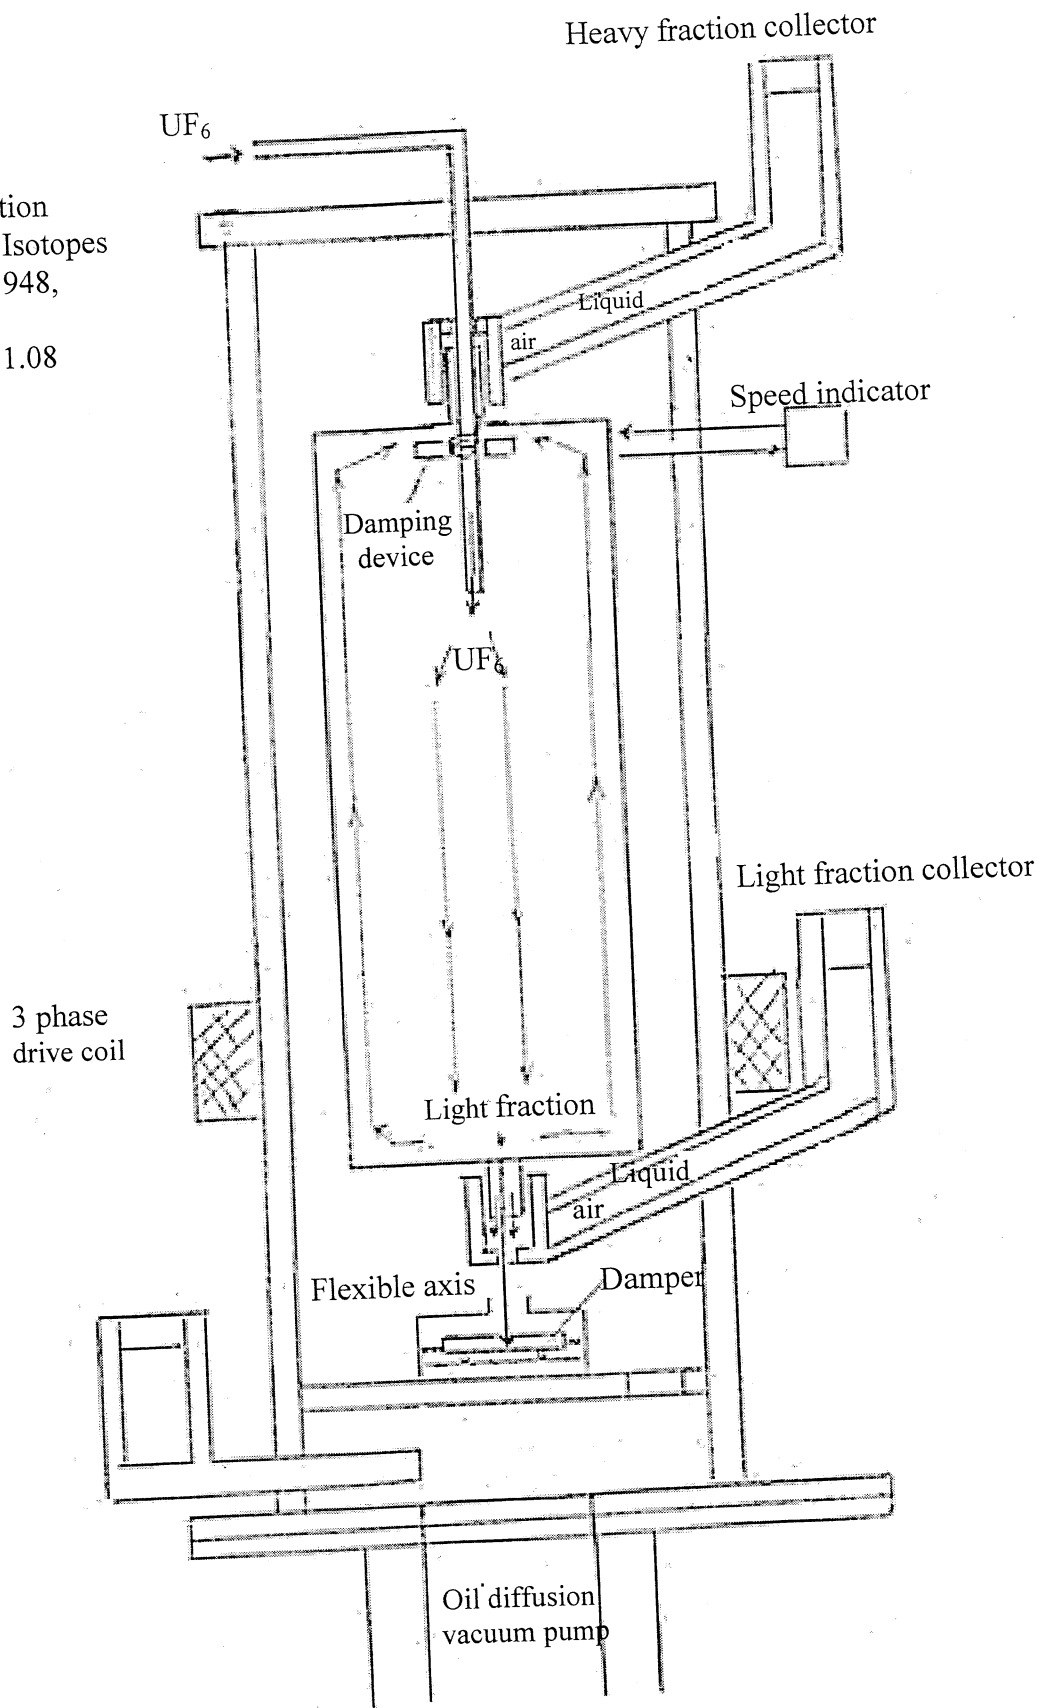 Heavy fraction collector
UF₆
tion
Isotopes
948,
1.08
Liquid
air
Speed indicator
Damping
device
UF₆
Light fraction collector
3 phase
drive coil
Light fraction
Liquid
air
Flexible axis
Damper
Oil diffusion
vacuum pump